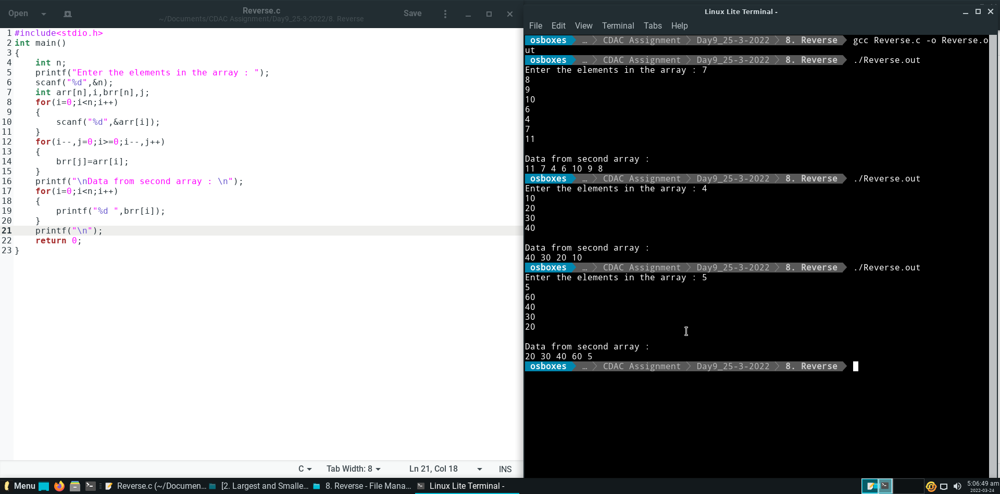 Open
Reverse.c
~/Documents/CDAC Assignment/Day9_25-3-2022/8. Reverse
Save
1 #include<stdio.h>
2 int main()
3 {
4     int n;
5     printf("Enter the elements in the array : ");
6     scanf("%d",&n);
7     int arr[n],i,brr[n],j;
8     for(i=0;i<n;i++)
9     {
10         scanf("%d",&arr[i]);
11     }
12     for(i--,j=0;i>=0;i--,j++)
13     {
14         brr[j]=arr[i];
15     }
16     printf("\nData from second array : \n");
17     for(i=0;i<n;i++)
18     {
19         printf("%d ",brr[i]);
20     }
21     printf("\n");
22     return 0;
23 }
C Tab Width: 8 Ln 21, Col 18 INS
Linux Lite Terminal -
File Edit View Terminal Tabs Help
osboxes … CDAC Assignment Day9_25-3-2022 8. Reverse gcc Reverse.c -o Reverse.o
ut
osboxes … CDAC Assignment Day9_25-3-2022 8. Reverse ./Reverse.out
Enter the elements in the array : 7
8
9
10
6
4
7
11
Data from second array :
11 7 4 6 10 9 8
osboxes … CDAC Assignment Day9_25-3-2022 8. Reverse ./Reverse.out
Enter the elements in the array : 4
10
20
30
40
Data from second array :
40 30 20 10
osboxes … CDAC Assignment Day9_25-3-2022 8. Reverse ./Reverse.out
Enter the elements in the array : 5
5
60
40
30
20
Data from second array :
20 30 40 60 5
osboxes … CDAC Assignment Day9_25-3-2022 8. Reverse
Menu Reverse.c (~/Documen... [2. Largest and Smalle... 8. Reverse - File Mana... Linux Lite Terminal - 5:06:49 am
2022-03-24